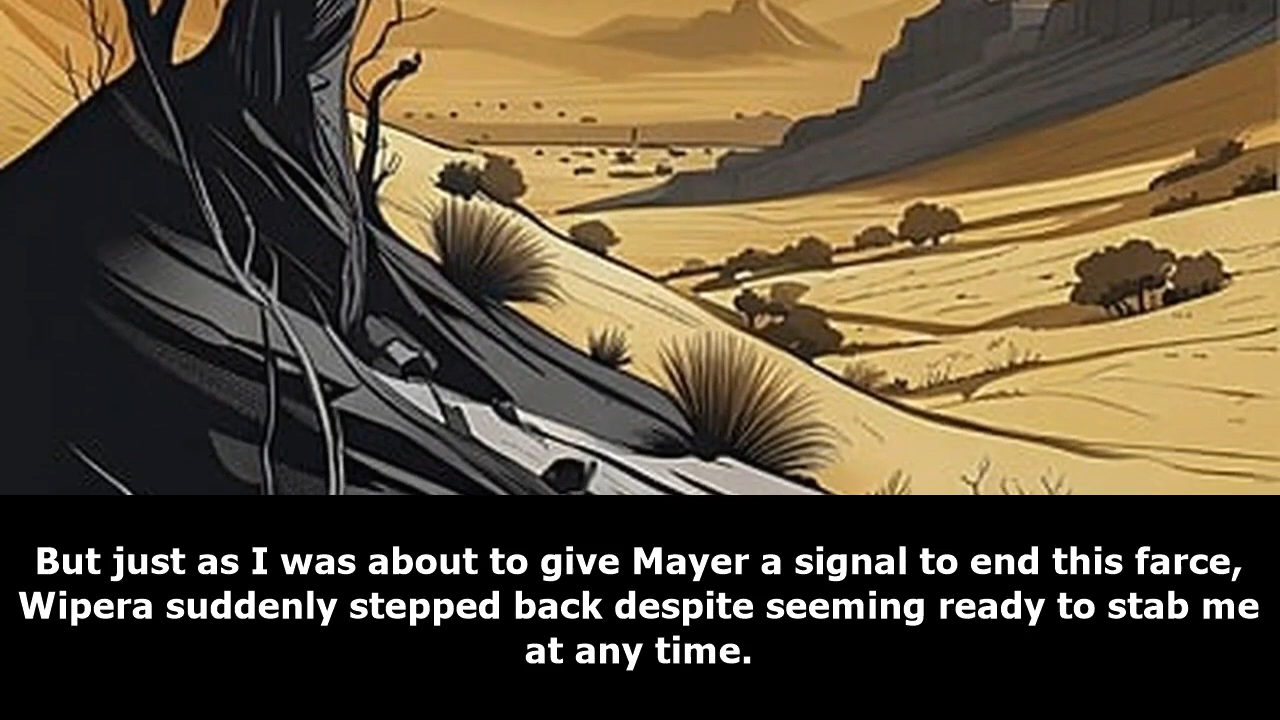 But just as I was about to give Mayer a signal to end this farce,
Wipera suddenly stepped back despite seeming ready to stab me
at any time.